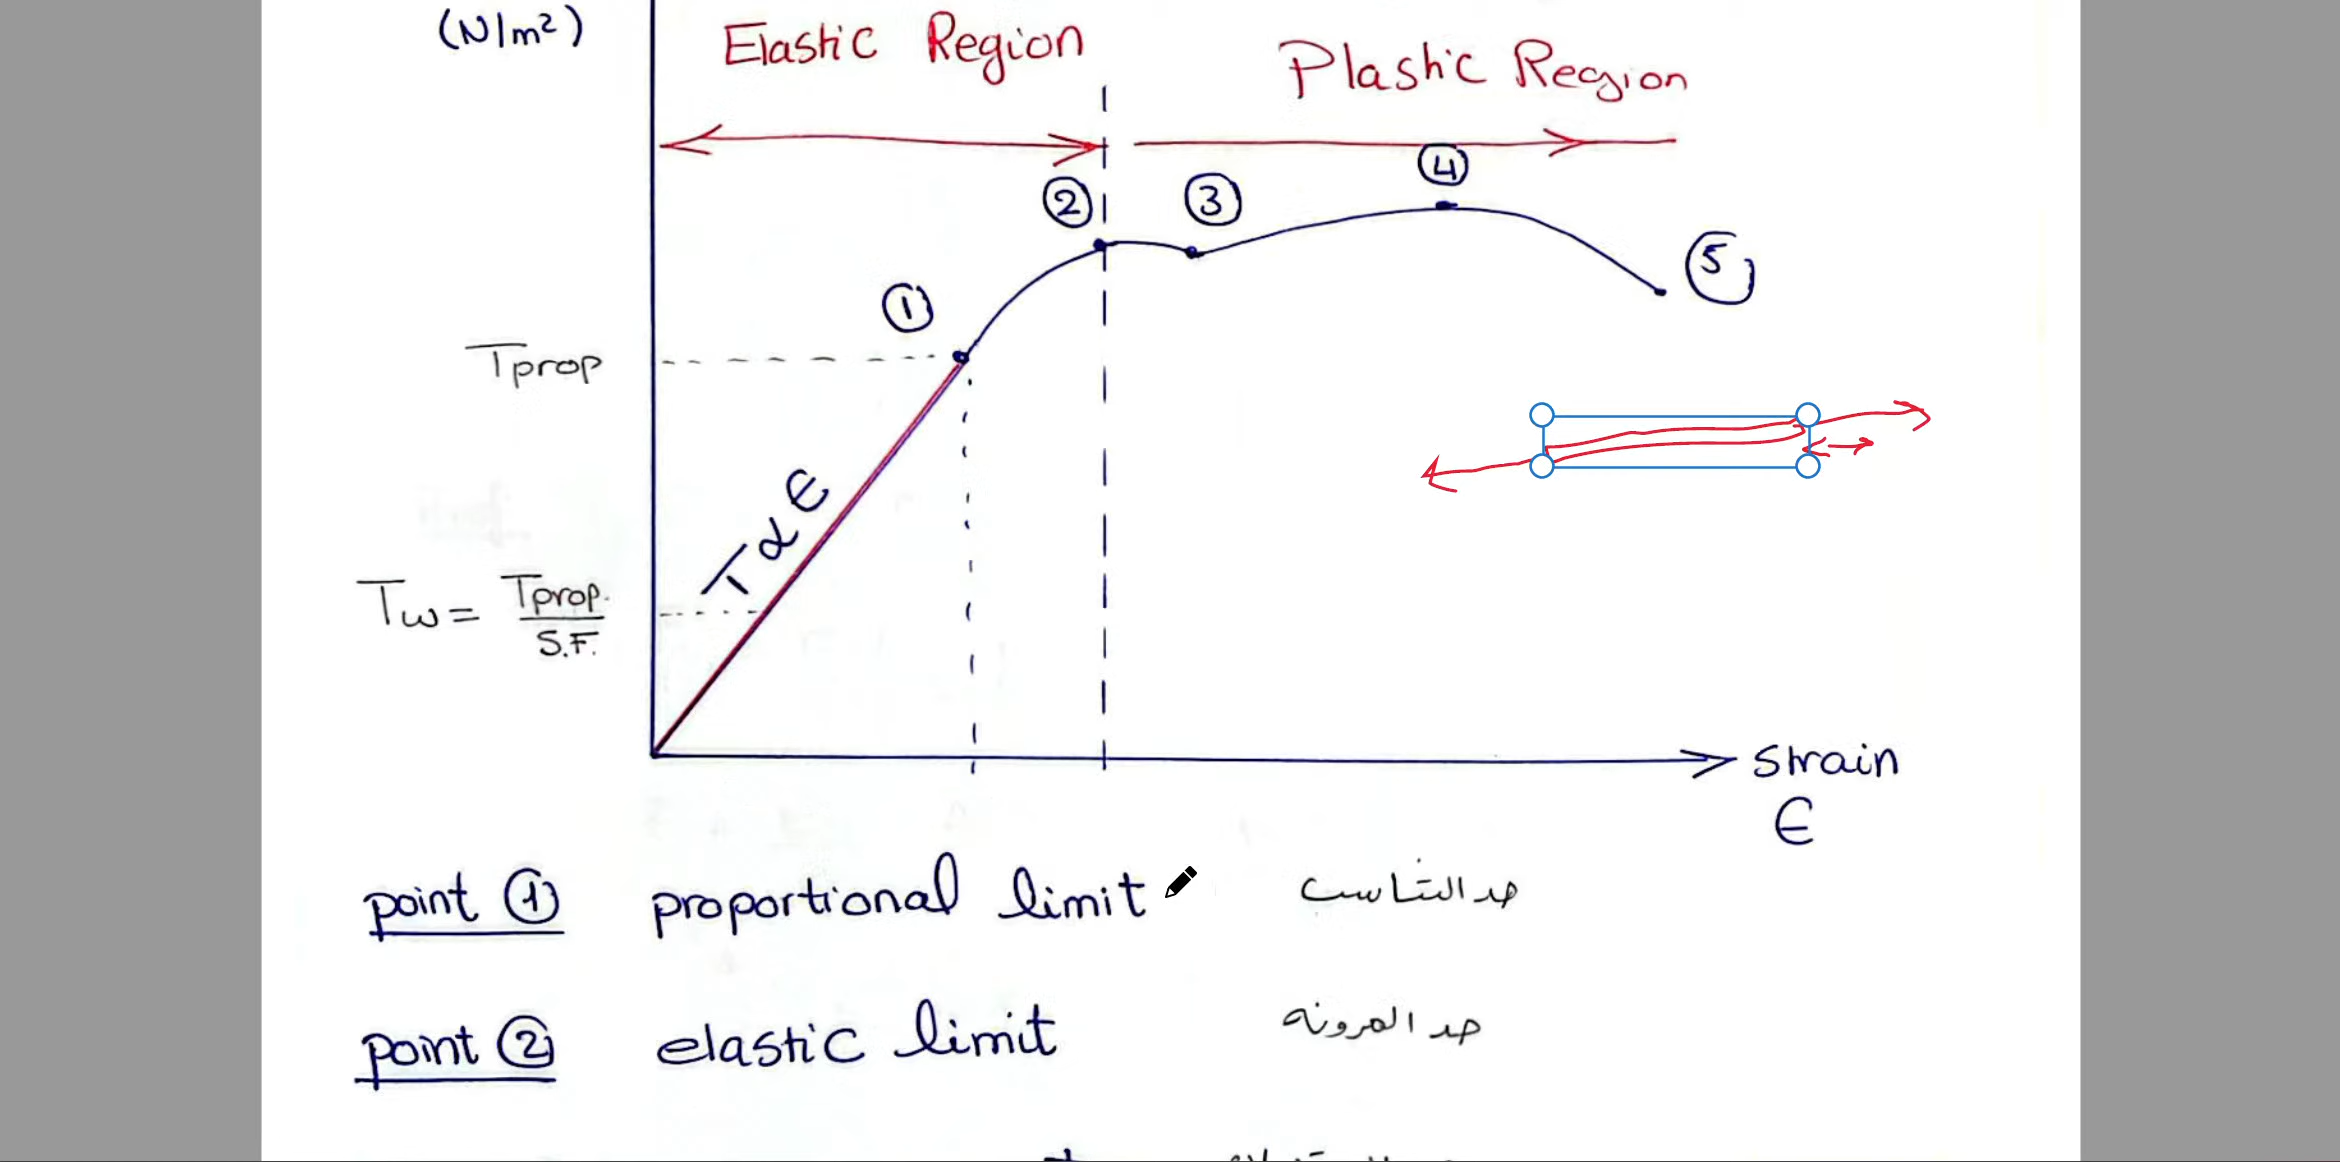 (N/m²)
Elastic Region
Plastic Region
④
② ③
⑤
①
Tprop
T α ε
Tw = Tprop. / S.F.
Strain
ε
point ① proportional limit حد التناسب
point ② elastic limit حد المرونه